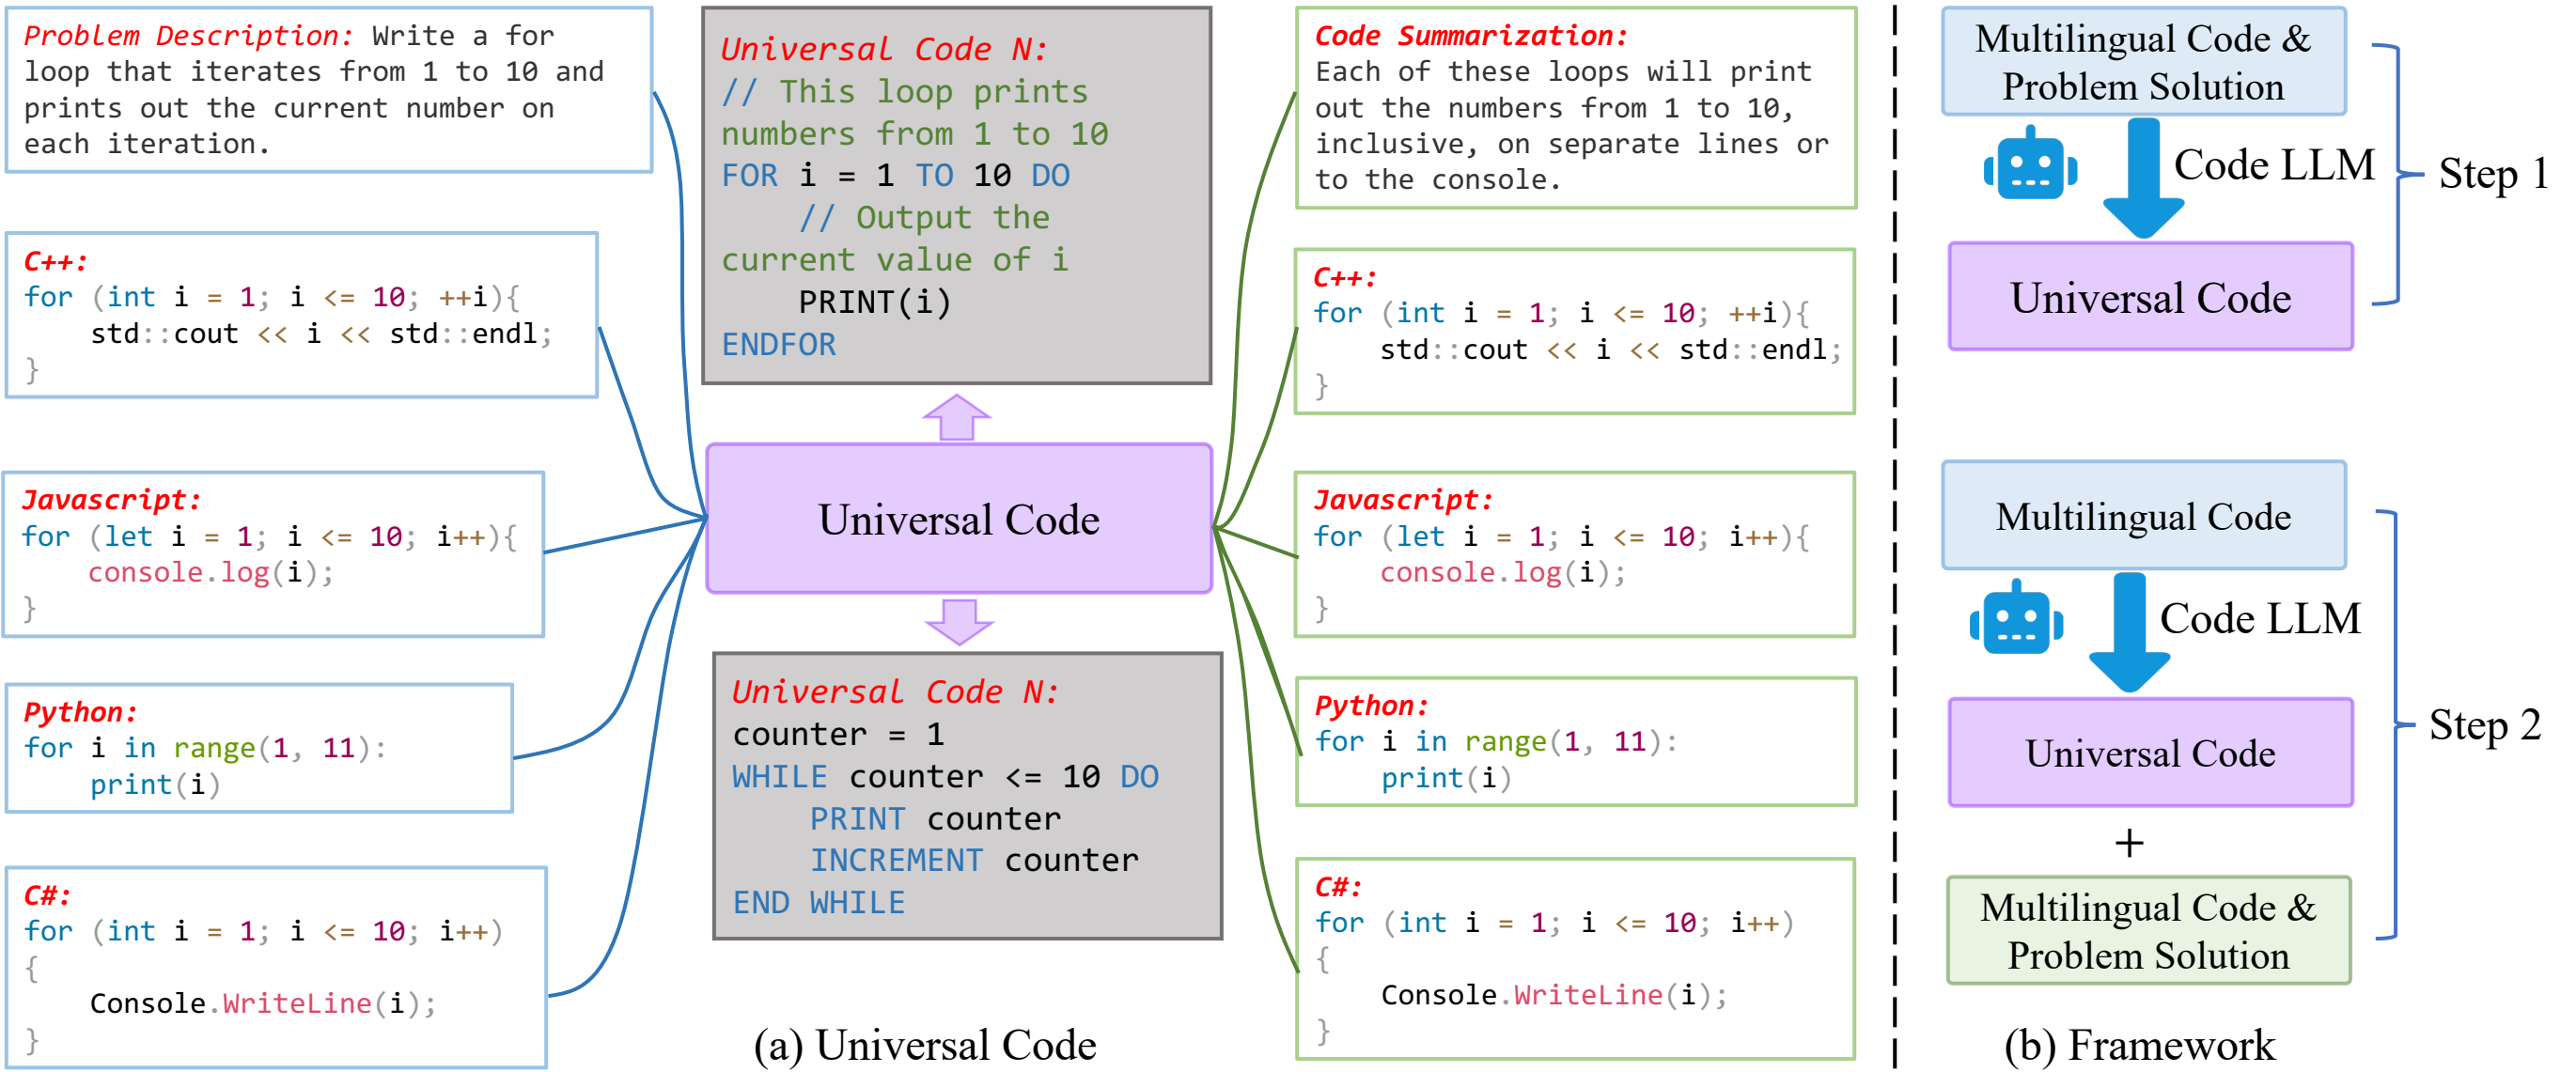 Problem Description: Write a for
loop that iterates from 1 to 10 and
prints out the current number on
each iteration.
C++:
for (int i = 1; i <= 10; ++i){
    std::cout << i << std::endl;
}
Javascript:
for (let i = 1; i <= 10; i++){
    console.log(i);
}
Python:
for i in range(1, 11):
    print(i)
C#:
for (int i = 1; i <= 10; i++)
{
    Console.WriteLine(i);
}
Universal Code N:
// This loop prints
numbers from 1 to 10
FOR i = 1 TO 10 DO
    // Output the
current value of i
    PRINT(i)
ENDFOR
Universal Code
Universal Code N:
counter = 1
WHILE counter <= 10 DO
    PRINT counter
    INCREMENT counter
END WHILE
(a) Universal Code
Code Summarization:
Each of these loops will print
out the numbers from 1 to 10,
inclusive, on separate lines or
to the console.
C++:
for (int i = 1; i <= 10; ++i){
    std::cout << i << std::endl;
}
Javascript:
for (let i = 1; i <= 10; i++){
    console.log(i);
}
Python:
for i in range(1, 11):
    print(i)
C#:
for (int i = 1; i <= 10; i++)
{
    Console.WriteLine(i);
}
Multilingual Code &
Problem Solution
Code LLM
Step 1
Universal Code
Multilingual Code
Code LLM
Universal Code
Step 2
+
Multilingual Code &
Problem Solution
(b) Framework